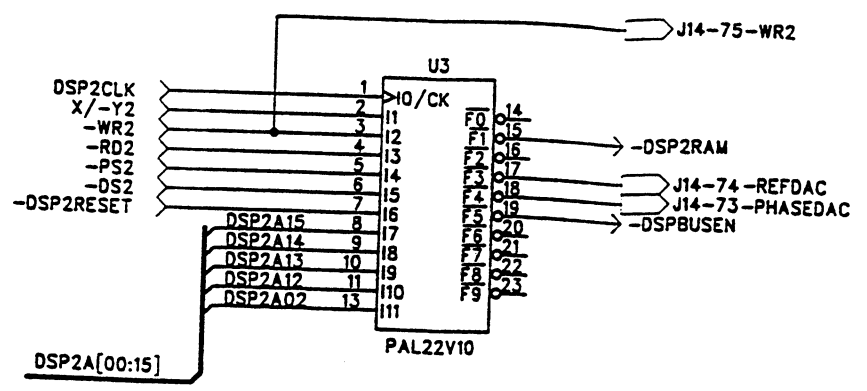 J14-75-WR2
U3
DSP2CLK 1 I0/CK
X/-Y2 2 I1
-WR2 3 I2
-RD2 4 I3
-PS2 5 I4
-DS2 6 I5
-DSP2RESET 7 I6
DSP2A15 8 I7
DSP2A14 9 I8
DSP2A13 10 I9
DSP2A12 11 I10
DSP2A02 13 I11
F0 14
F1 15 -DSP2RAM
F2 16
F3 17 J14-74-REFDAC
F4 18 J14-73-PHASEDAC
F5 19 -DSPBUSEN
F6 20
F7 21
F8 22
F9 23
PAL22V10
DSP2A[00:15]